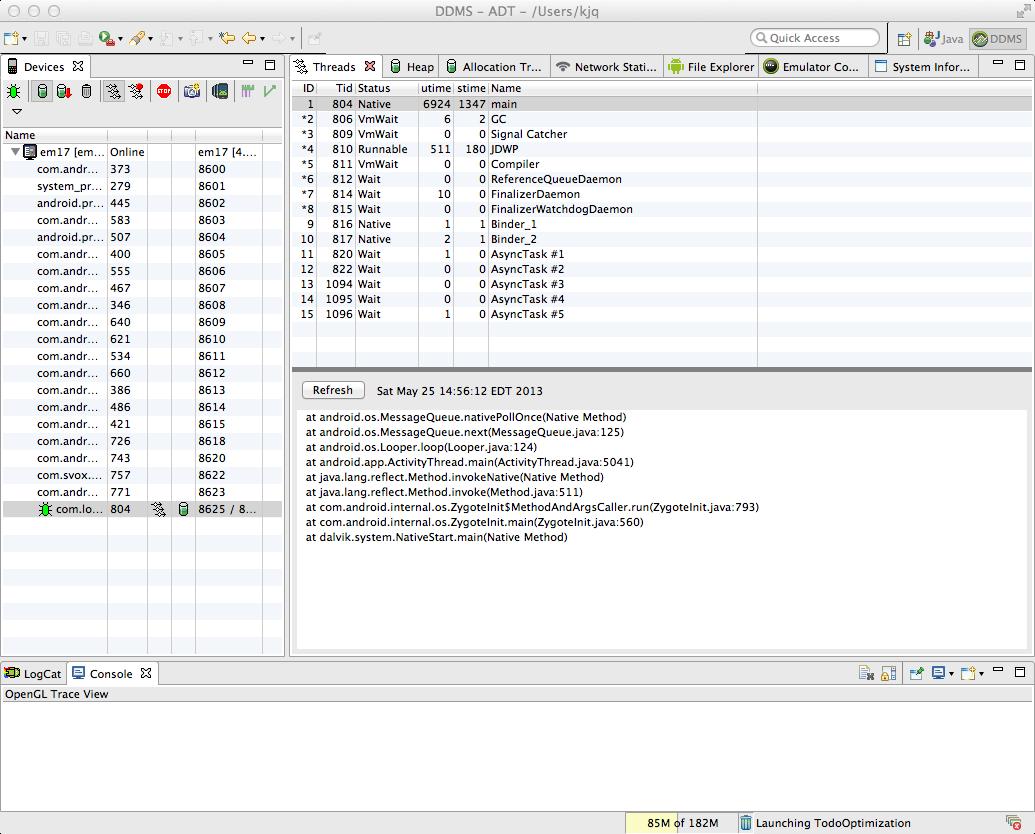 DDMS - ADT - /Users/kjq
Quick Access
Java
DDMS
Devices
Name
em17 [em... Online em17 [4....
com.andr... 373 8600
system_pr... 279 8601
android.pr... 445 8602
com.andr... 583 8603
android.pr... 507 8604
com.andr... 400 8605
com.andr... 555 8606
com.andr... 467 8607
com.andr... 346 8608
com.andr... 640 8609
com.andr... 621 8610
com.andr... 534 8611
com.andr... 660 8612
com.andr... 386 8613
com.andr... 486 8614
com.andr... 421 8615
com.andr... 726 8618
com.andr... 743 8620
com.svox.... 757 8622
com.andr... 771 8623
com.lo... 804 8625 / 8...
Threads Heap Allocation Tr... Network Stati... File Explorer Emulator Co... System Infor...
ID Tid Status utime stime Name
1 804 Native 6924 1347 main
*2 806 VmWait 6 2 GC
*3 809 VmWait 0 0 Signal Catcher
*4 810 Runnable 511 180 JDWP
*5 811 VmWait 0 0 Compiler
*6 812 Wait 0 0 ReferenceQueueDaemon
*7 814 Wait 10 0 FinalizerDaemon
*8 815 Wait 0 0 FinalizerWatchdogDaemon
9 816 Native 1 1 Binder_1
10 817 Native 2 1 Binder_2
11 820 Wait 1 0 AsyncTask #1
12 822 Wait 0 0 AsyncTask #2
13 1094 Wait 0 0 AsyncTask #3
14 1095 Wait 0 0 AsyncTask #4
15 1096 Wait 1 0 AsyncTask #5
Refresh Sat May 25 14:56:12 EDT 2013
at android.os.MessageQueue.nativePollOnce(Native Method)
at android.os.MessageQueue.next(MessageQueue.java:125)
at android.os.Looper.loop(Looper.java:124)
at android.app.ActivityThread.main(ActivityThread.java:5041)
at java.lang.reflect.Method.invokeNative(Native Method)
at java.lang.reflect.Method.invoke(Method.java:511)
at com.android.internal.os.ZygoteInit$MethodAndArgsCaller.run(ZygoteInit.java:793)
at com.android.internal.os.ZygoteInit.main(ZygoteInit.java:560)
at dalvik.system.NativeStart.main(Native Method)
LogCat Console
OpenGL Trace View
85M of 182M
Launching TodoOptimization